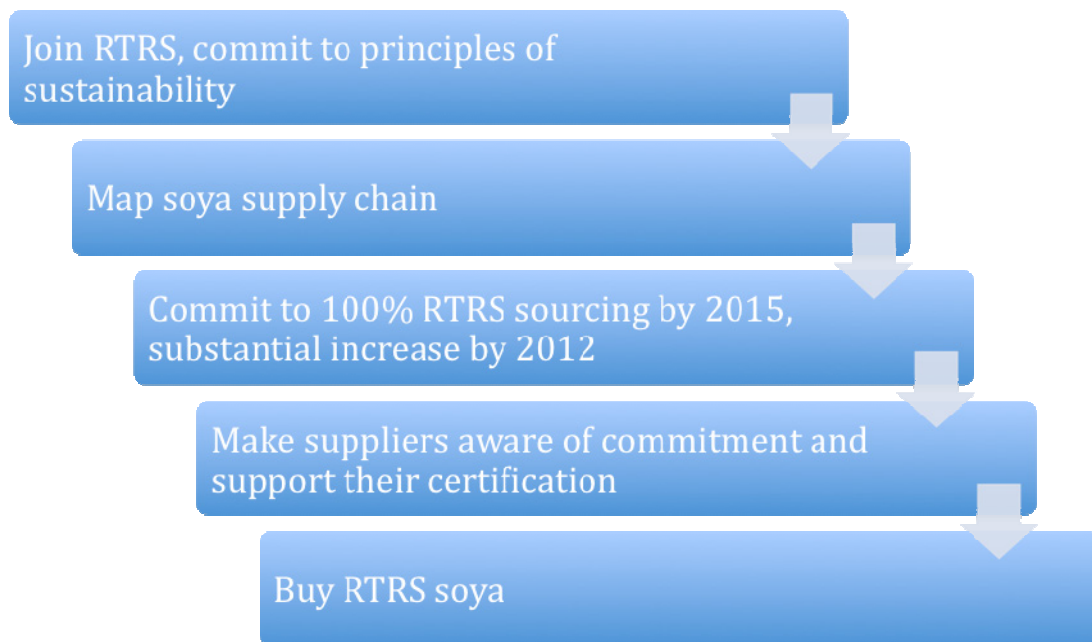 Join RTRS, commit to principles of
sustainability
Map soya supply chain
Commit to 100% RTRS sourcing by 2015,
substantial increase by 2012
Make suppliers aware of commitment and
support their certification
Buy RTRS soya